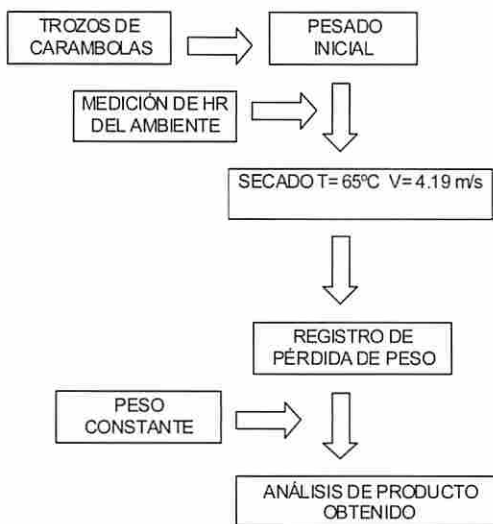 TROZOS DE
CARAMBOLAS
PESADO
INICIAL
MEDICIÓN DE HR
DEL AMBIENTE
SECADO T= 65ºC V= 4.19 m/s
REGISTRO DE
PÉRDIDA DE PESO
PESO
CONSTANTE
ANÁLISIS DE PRODUCTO
OBTENIDO